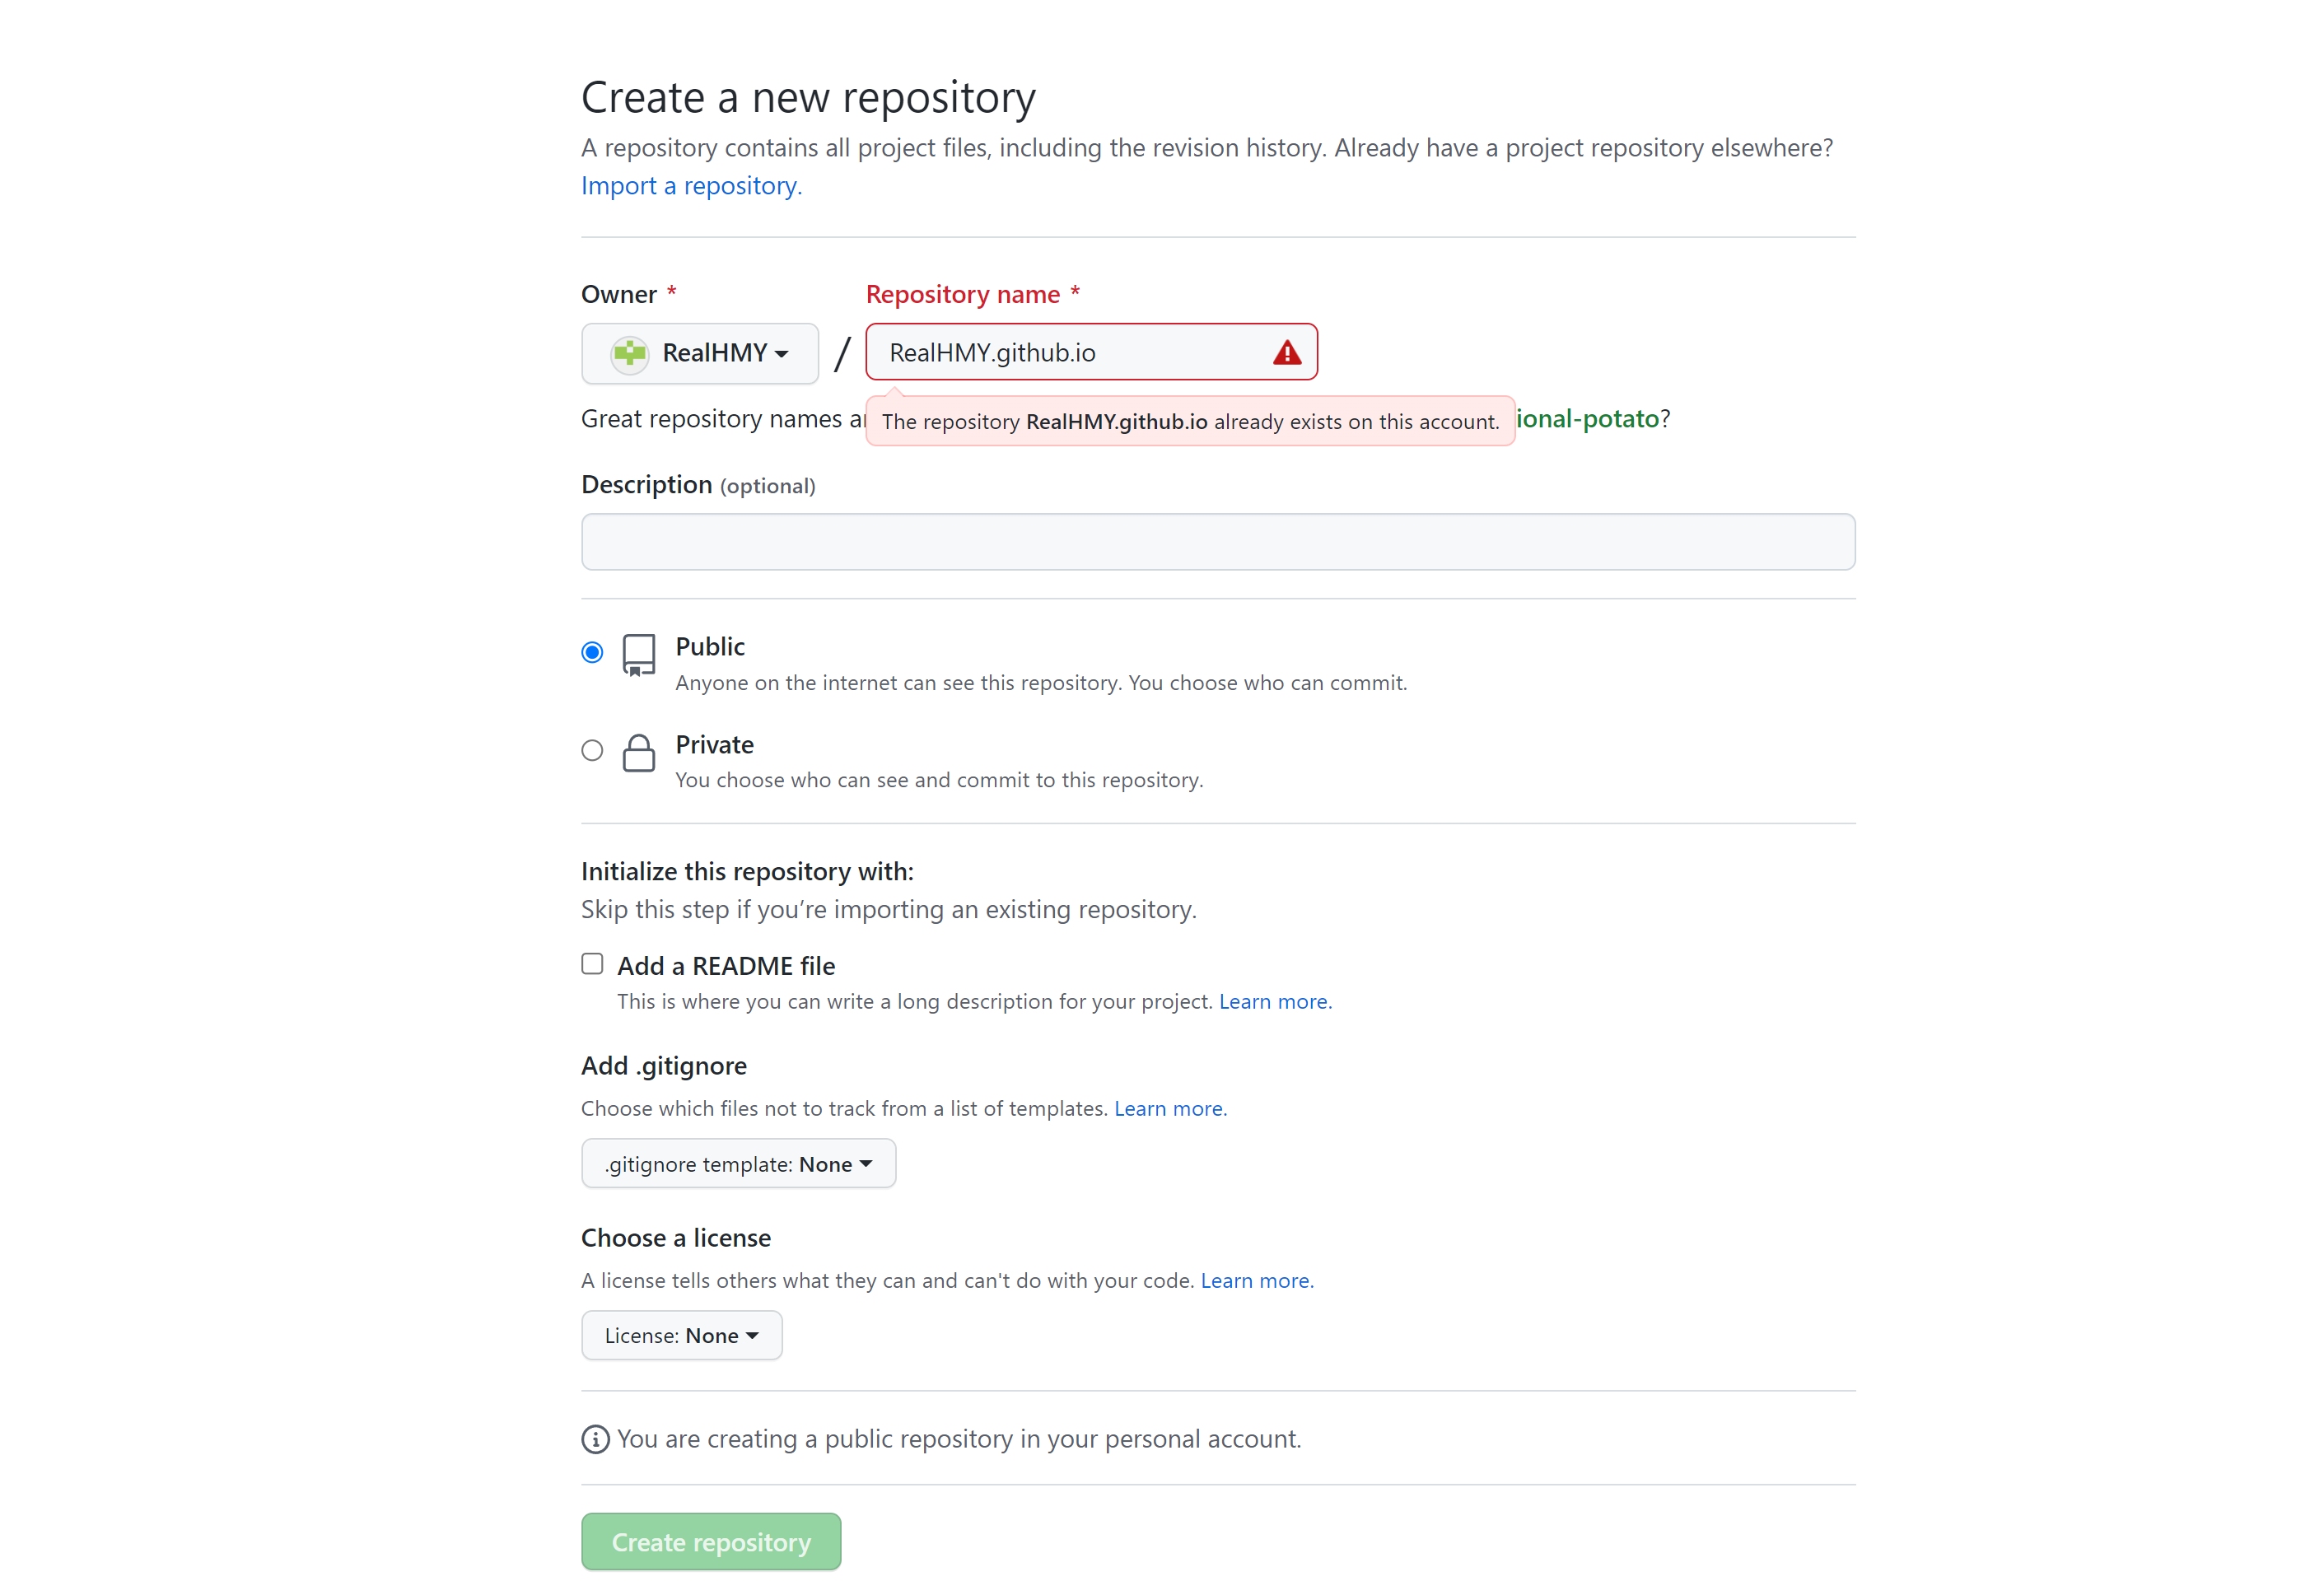 Create a new repository
A repository contains all project files, including the revision history. Already have a project repository elsewhere?
Import a repository.
Owner *
Repository name *
RealHMY
/
RealHMY.github.io
Great repository names
The repository RealHMY.github.io already exists on this account.
ional-potato?
Description (optional)
Public
Anyone on the internet can see this repository. You choose who can commit.
Private
You choose who can see and commit to this repository.
Initialize this repository with:
Skip this step if you’re importing an existing repository.
Add a README file
This is where you can write a long description for your project. Learn more.
Add .gitignore
Choose which files not to track from a list of templates. Learn more.
.gitignore template: None
Choose a license
A license tells others what they can and can't do with your code. Learn more.
License: None
You are creating a public repository in your personal account.
Create repository